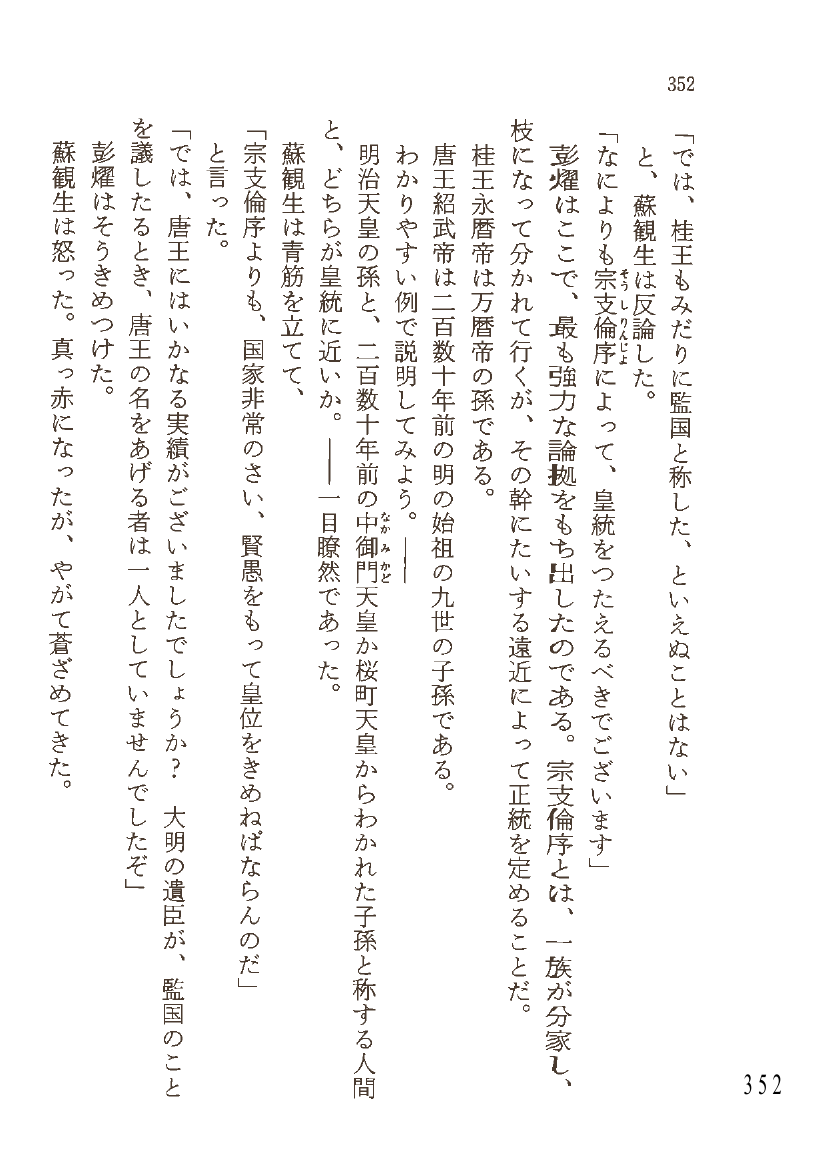 352
「では、桂王もみだりに監国と称した、といえぬことはない」
と、蘇観生は反論した。
「なによりも宗支倫序によって、皇統をつたえるべきでございます」
そうしりんじよ
彭燿はここで、最も強力な論拠をもち出したのである。宗支倫序とは、一族が分家し、
枝になって分かれて行くが、その幹にたいする遠近によって正統を定めることだ。
桂王永暦帝は万暦帝の孫である。
唐王紹武帝は二百数十年前の明の始祖の九世の子孫である。
わかりやすい例で説明してみよう。――
明治天皇の孫と、二百数十年前の中御門天皇か桜町天皇からわかれた子孫と称する人間
なかみかど
と、どちらが皇統に近いか。――一目瞭然であった。
蘇観生は青筋を立てて、
「宗支倫序よりも、国家非常のさい、賢愚をもって皇位をきめねばならんのだ」
と言った。
「では、唐王にはいかなる実績がございましたでしょうか？　大明の遺臣が、監国のこと
を議したるとき、唐王の名をあげる者は一人としていませんでしたぞ」
彭燿はそうきめつけた。
蘇観生は怒った。真っ赤になったが、やがて蒼ざめてきた。
352